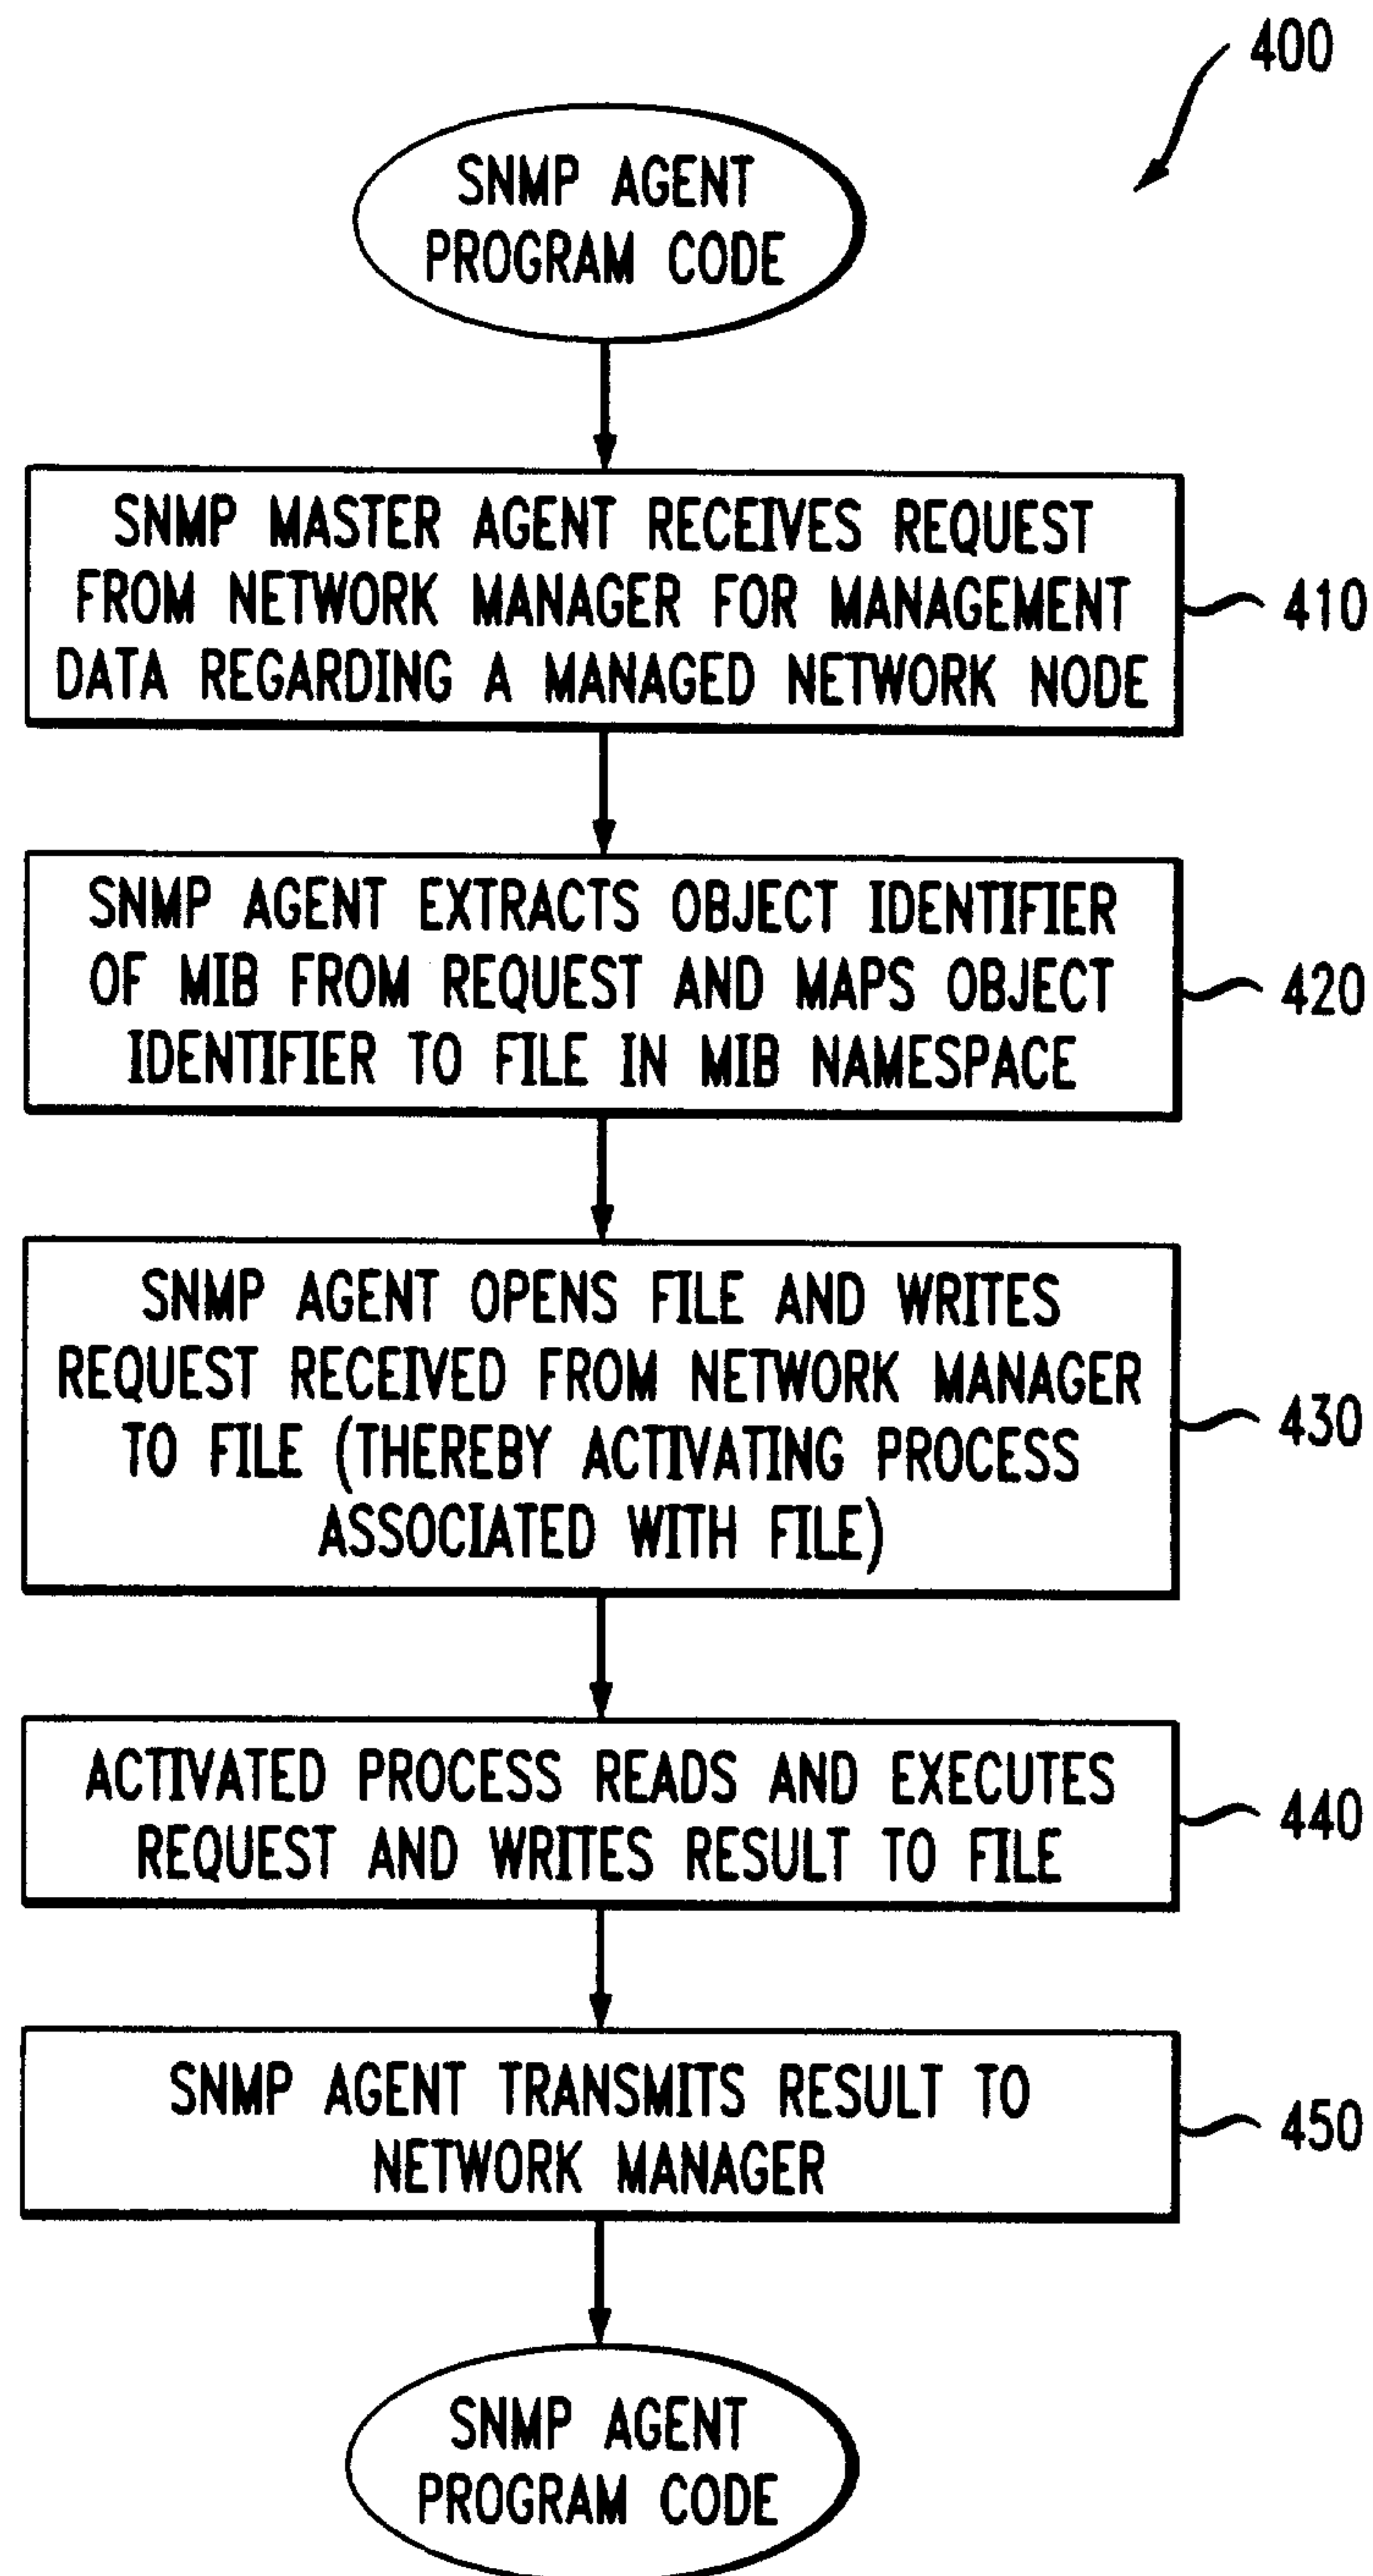 400
SNMP AGENT
PROGRAM CODE
SNMP MASTER AGENT RECEIVES REQUEST
FROM NETWORK MANAGER FOR MANAGEMENT
DATA REGARDING A MANAGED NETWORK NODE
410
SNMP AGENT EXTRACTS OBJECT IDENTIFIER
OF MIB FROM REQUEST AND MAPS OBJECT
IDENTIFIER TO FILE IN MIB NAMESPACE
420
SNMP AGENT OPENS FILE AND WRITES
REQUEST RECEIVED FROM NETWORK MANAGER
TO FILE (THEREBY ACTIVATING PROCESS
ASSOCIATED WITH FILE)
430
ACTIVATED PROCESS READS AND EXECUTES
REQUEST AND WRITES RESULT TO FILE
440
SNMP AGENT TRANSMITS RESULT TO
NETWORK MANAGER
450
SNMP AGENT
PROGRAM CODE